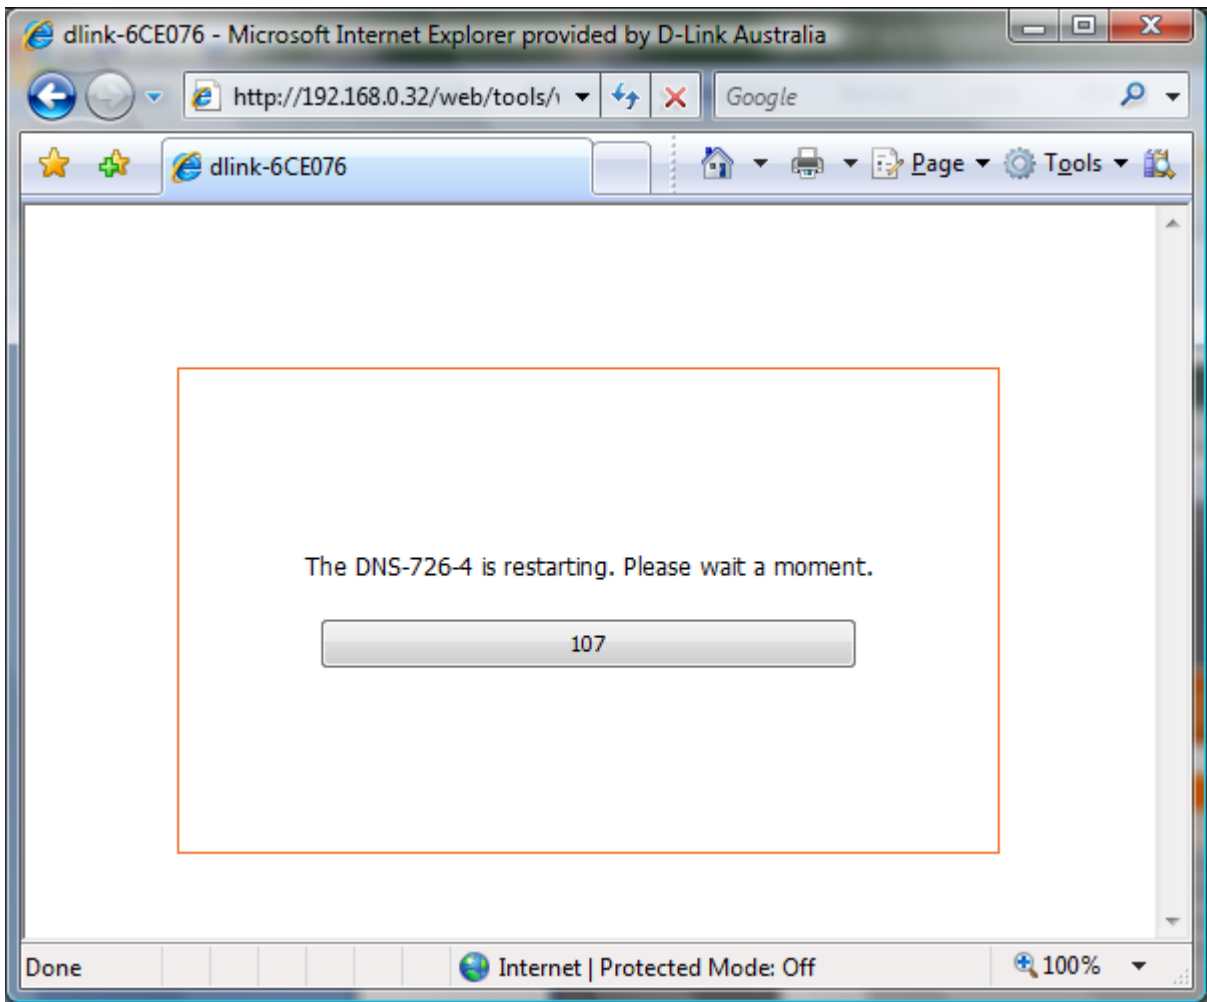 dlink-6CE076 - Microsoft Internet Explorer provided by D-Link Australia
http://192.168.0.32/web/tools/
Google
dlink-6CE076
Page
Tools
The DNS-726-4 is restarting. Please wait a moment.
107
Done
Internet | Protected Mode: Off
100%